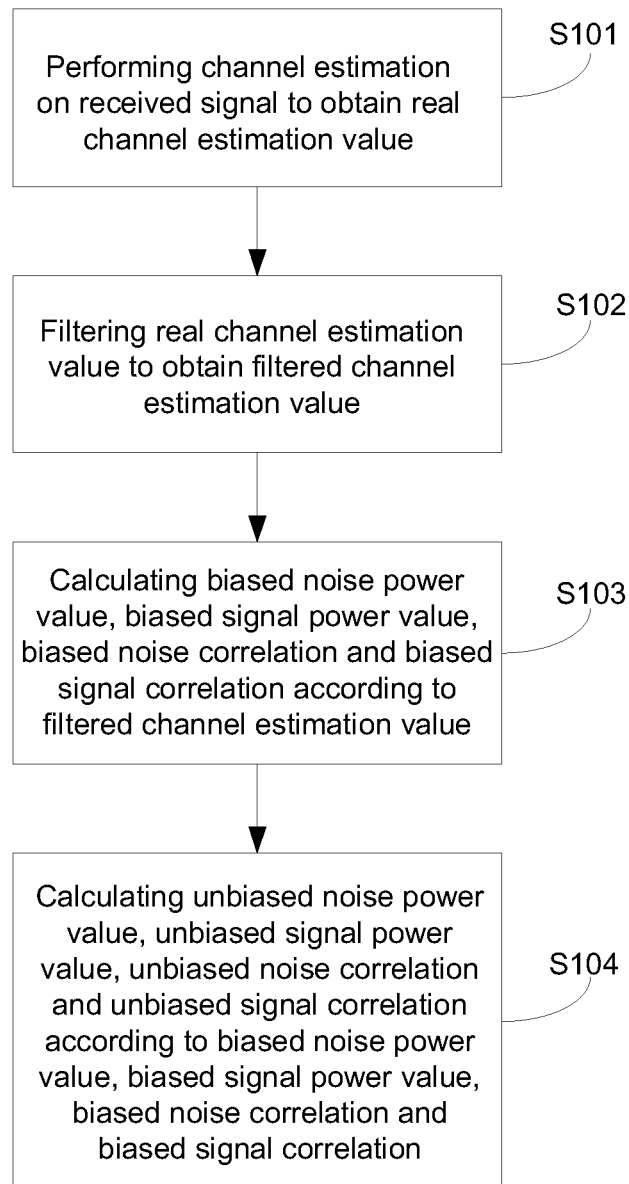 S101
Performing channel estimation
on received signal to obtain real
channel estimation value
S102
Filtering real channel estimation
value to obtain filtered channel
estimation value
S103
Calculating biased noise power
value, biased signal power value,
biased noise correlation and biased
signal correlation according to
filtered channel estimation value
S104
Calculating unbiased noise power
value, unbiased signal power
value, unbiased noise correlation
and unbiased signal correlation
according to biased noise power
value, biased signal power value,
biased noise correlation and
biased signal correlation